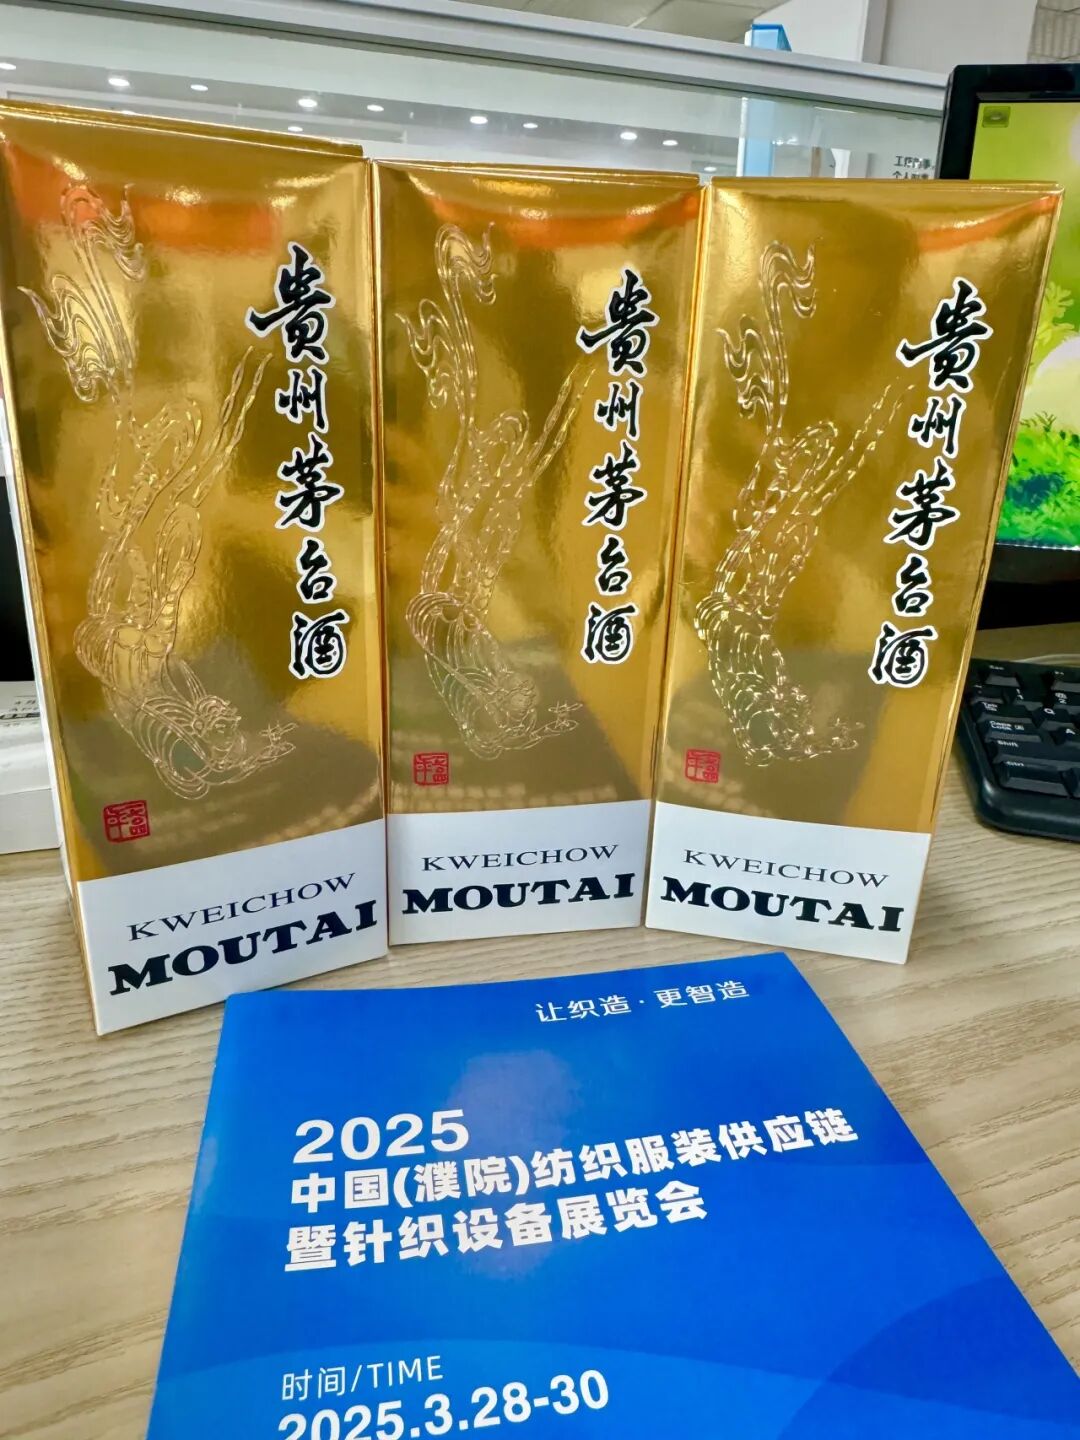 贵州茅台酒
KWEICHOW
MOUTAI
贵州茅台酒
KWEICHOW
MOUTAI
贵州茅台酒
KWEICHOW
MOUTAI
让织造·更智造
2025
中国(濮院)纺织服装供应链
暨针织设备展览会
时间/TIME
2025.3.28-30